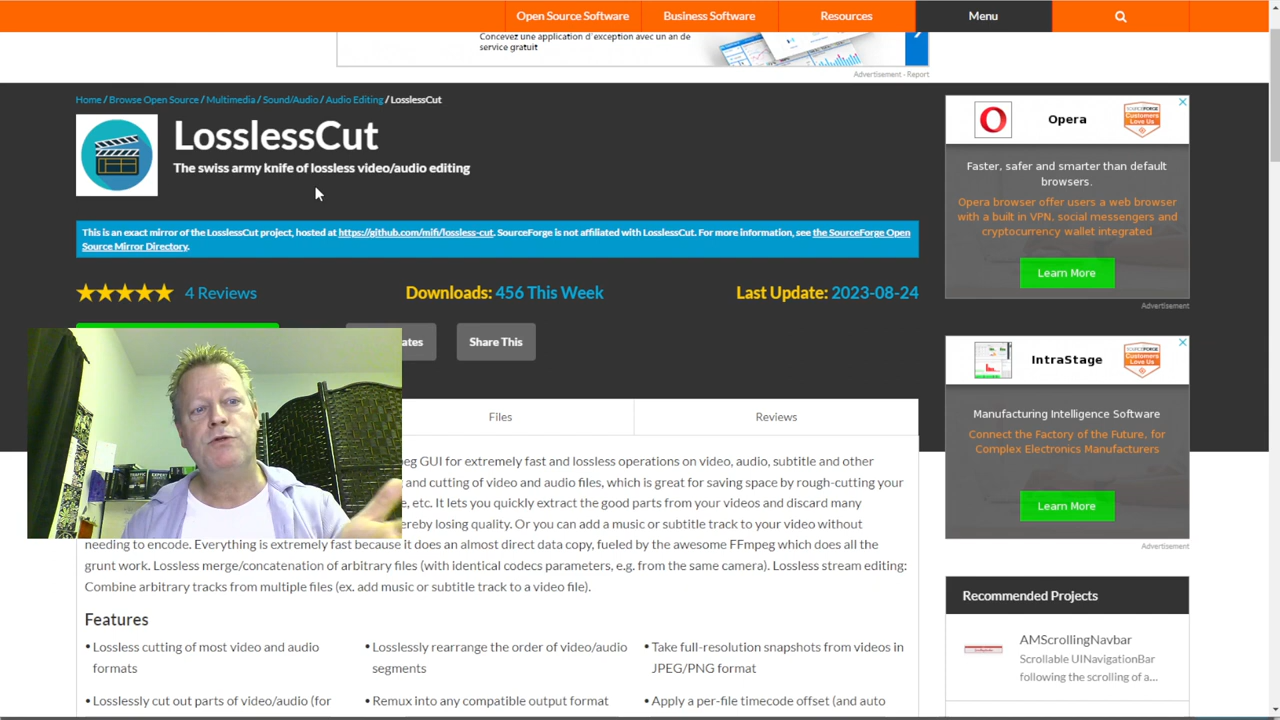 Open Source Software
Business Software
Resources
Menu
Concevez une application d'exception avec un an de
service gratuit
Advertisement - Report
Home / Browse Open Source / Multimedia / Sound/Audio / Audio Editing / LosslessCut
LosslessCut
The swiss army knife of lossless video/audio editing
This is an exact mirror of the LosslessCut project, hosted at https://github.com/mifi/lossless-cut. SourceForge is not affiliated with LosslessCut. For more information, see the SourceForge Open
Source Mirror Directory.
4 Reviews
Downloads: 456 This Week
Last Update: 2023-08-24
ates
Share This
Files
Reviews
eg GUI for extremely fast and lossless operations on video, audio, subtitle and other
and cutting of video and audio files, which is great for saving space by rough-cutting your
e, etc. It lets you quickly extract the good parts from your videos and discard many
ereby losing quality. Or you can add a music or subtitle track to your video without
needing to encode. Everything is extremely fast because it does an almost direct data copy, fueled by the awesome FFmpeg which does all the
grunt work. Lossless merge/concatenation of arbitrary files (with identical codecs parameters, e.g. from the same camera). Lossless stream editing:
Combine arbitrary tracks from multiple files (ex. add music or subtitle track to a video file).
Features
• Lossless cutting of most video and audio
formats
• Losslessly cut out parts of video/audio (for
• Losslessly rearrange the order of video/audio
segments
• Remux into any compatible output format
• Take full-resolution snapshots from videos in
JPEG/PNG format
• Apply a per-file timecode offset (and auto
Opera
SOURCEFORGE
Customers
Love Us
Faster, safer and smarter than default
browsers.
Opera browser offer users a web browser
with a built in VPN, social messengers and
cryptocurrency wallet integrated
Learn More
Advertisement
IntraStage
SOURCEFORGE
Customers
Love Us
Manufacturing Intelligence Software
Connect the Factory of the Future, for
Complex Electronics Manufacturers
Learn More
Advertisement
Recommended Projects
AMScrollingNavbar
Scrollable UINavigationBar
following the scrolling of a...